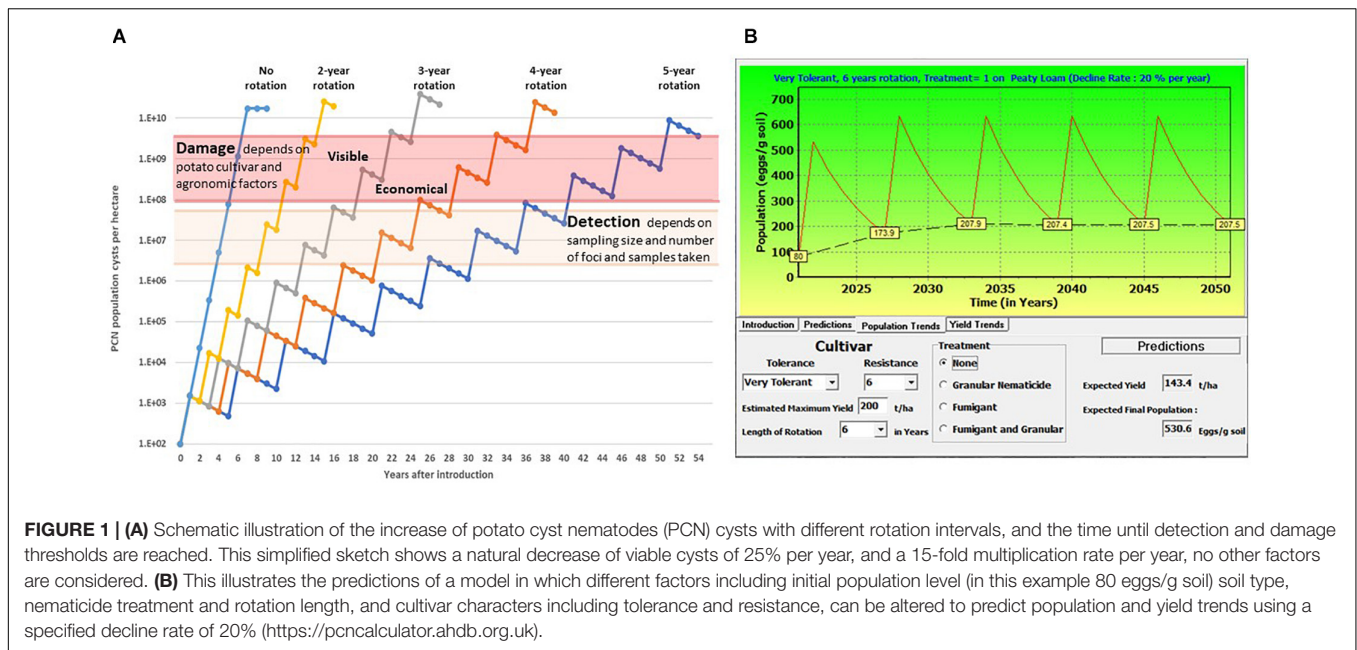 A
No rotation
2-year rotation
3-year rotation
4-year rotation
5-year rotation
PCN population cysts per hectare
1.E+10
1.E+09
1.E+08
1.E+07
1.E+06
1.E+05
1.E+04
1.E+03
1.E+02
Damage depends on
potato cultivar and
agronomic factors
Visible
Economical
Detection depends on
sampling size and number
of foci and samples taken
0 2 4 6 8 10 12 14 16 18 20 21 24 26 28 30 32 34 36 38 40 42 44 46 48 50 52 54
Years after introduction
B
Very Tolerant, 6 years rotation, Treatment= 1 on Peaty Loam (Decline Rate : 20 % per year)
Population (eggs/g soil)
700
600
500
400
300
200
100
0
80
173.9
207.9
207.4
207.5
207.5
2025 2030 2035 2040 2045 2050
Time (in Years)
Introduction Predictions Population Trends Yield Trends
Cultivar
Tolerance Resistance
Very Tolerant 6
Estimated Maximum Yield 200 t/ha
Length of Rotation 6 in Years
Treatment
None
Granular Nematicide
Fumigant
Fumigant and Granular
Predictions
Expected Yield 143.4 t/ha
Expected Final Population :
530.6 Eggs/g soil
FIGURE 1 | (A) Schematic illustration of the increase of potato cyst nematodes (PCN) cysts with different rotation intervals, and the time until detection and damage
thresholds are reached. This simplified sketch shows a natural decrease of viable cysts of 25% per year, and a 15-fold multiplication rate per year, no other factors
are considered. (B) This illustrates the predictions of a model in which different factors including initial population level (in this example 80 eggs/g soil) soil type,
nematicide treatment and rotation length, and cultivar characters including tolerance and resistance, can be altered to predict population and yield trends using a
specified decline rate of 20% (https://pcncalculator.ahdb.org.uk).